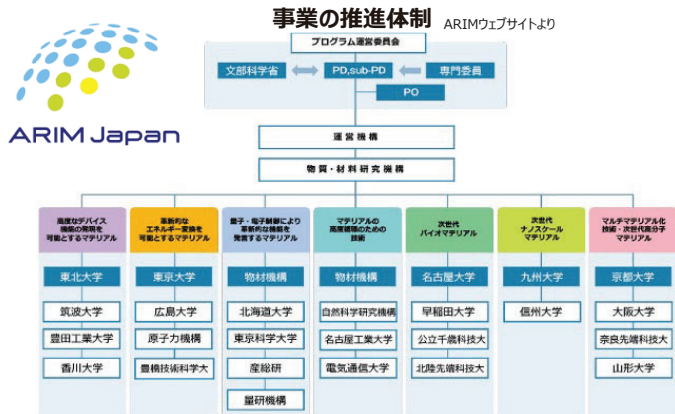 事業の推進体制
ARIMウェブサイトより
ARIM Japan
プログラム運営委員会
文部科学省
PD,sub-PD
専門委員
PO
運営機構
物質・材料研究機構
高度なデバイス
機能の発現を
可能とするマテリアル
革新的な
エネルギー変換を
可能とするマテリアル
量子・電子制御により
革新的な機能を
発現するマテリアル
マテリアルの
高度循環のための
技術
次世代
バイオマテリアル
次世代
ナノスケール
マテリアル
マルチマテリアル化
技術・次世代高分子
マテリアル
東北大学
東京大学
物材機構
物材機構
名古屋大学
九州大学
京都大学
筑波大学
広島大学
北海道大学
自然科学研究機構
早稲田大学
信州大学
大阪大学
豊田工業大学
原子力機構
東京科学大学
名古屋工業大学
公立千歳科技大
奈良先端科技大
香川大学
豊橋技術科学大
産総研
電気通信大学
北陸先端科技大
山形大学
量研機構